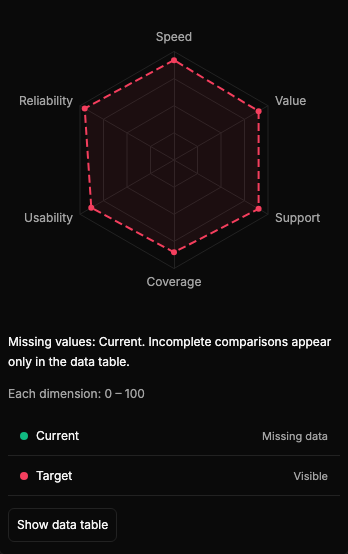 Speed
Reliability
Value
Usability
Support
Coverage
Missing values: Current. Incomplete comparisons appear
only in the data table.
Each dimension: 0 – 100
Current
Missing data
Target
Visible
Show data table